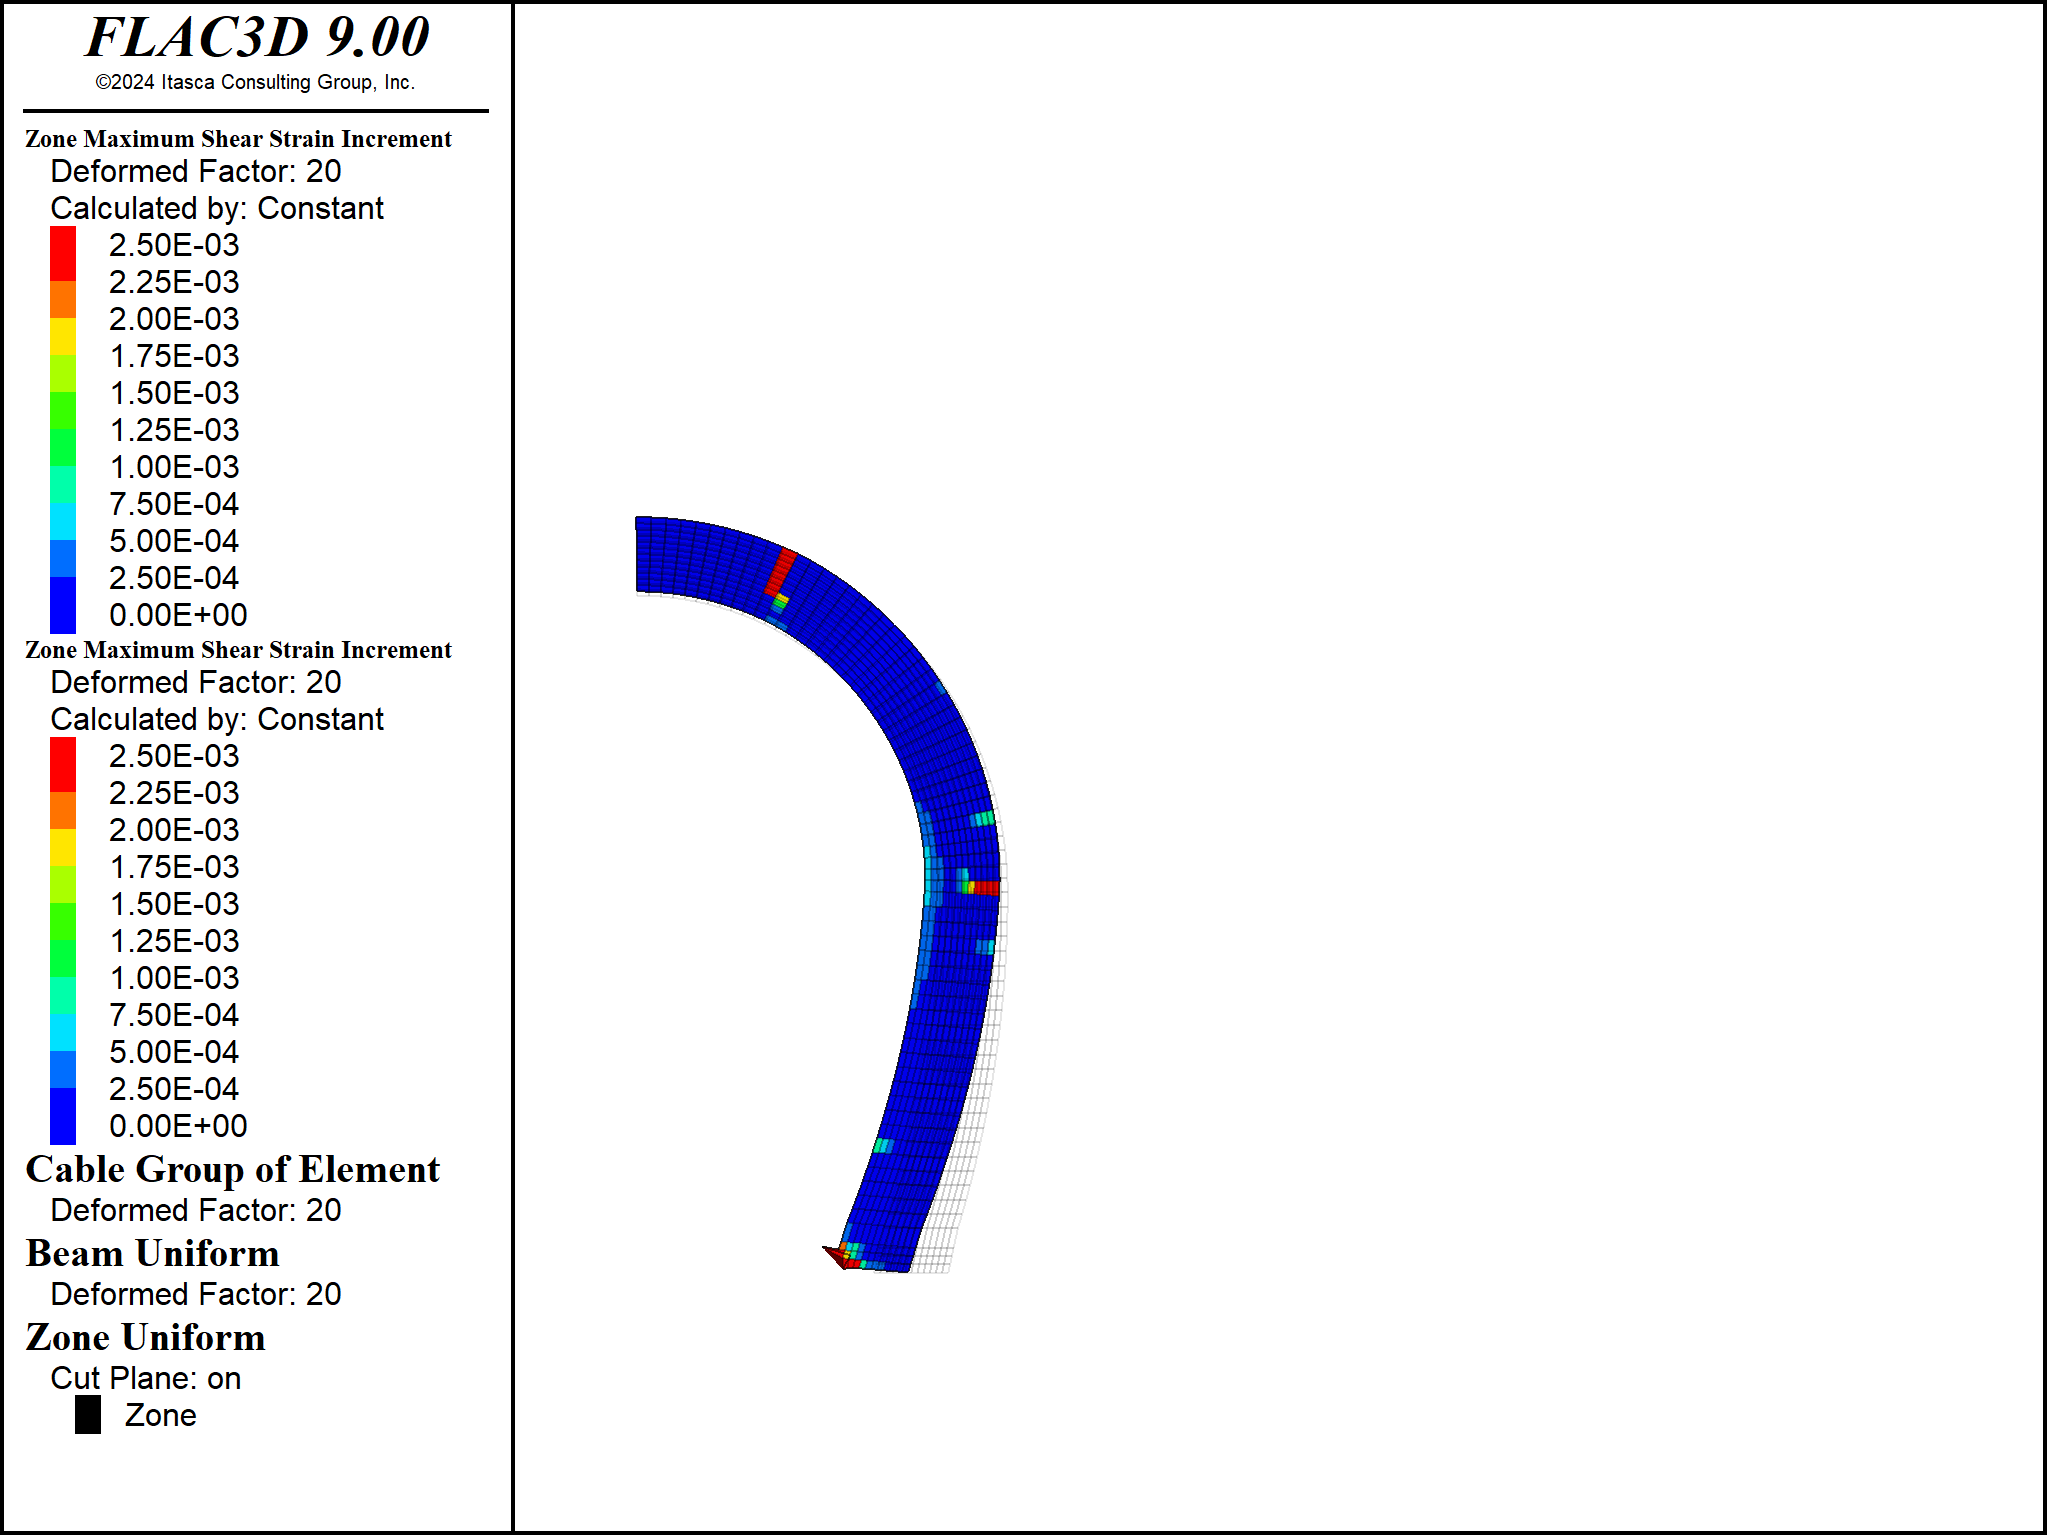 FLAC3D 9.00
©2024 Itasca Consulting Group, Inc.
Zone Maximum Shear Strain Increment
Deformed Factor: 20
Calculated by: Constant
2.50E-03
2.25E-03
2.00E-03
1.75E-03
1.50E-03
1.25E-03
1.00E-03
7.50E-04
5.00E-04
2.50E-04
0.00E+00
Zone Maximum Shear Strain Increment
Deformed Factor: 20
Calculated by: Constant
2.50E-03
2.25E-03
2.00E-03
1.75E-03
1.50E-03
1.25E-03
1.00E-03
7.50E-04
5.00E-04
2.50E-04
0.00E+00
Cable Group of Element
Deformed Factor: 20
Beam Uniform
Deformed Factor: 20
Zone Uniform
Cut Plane: on
Zone